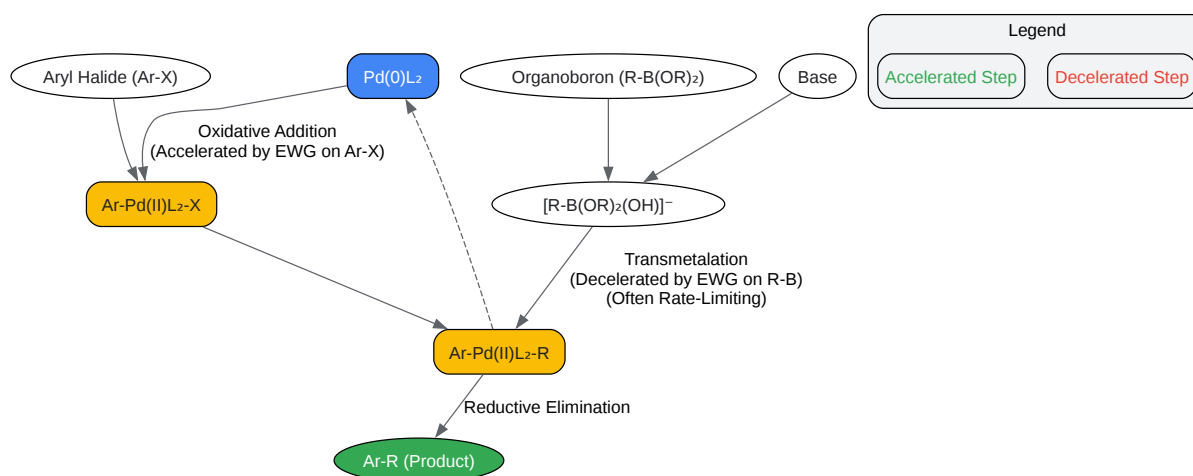 Legend
Aryl Halide (Ar-X)
Pd(0)L₂
Organoboron (R-B(OR)₂)
Base
Accelerated Step
Decelerated Step
Oxidative Addition
(Accelerated by EWG on Ar-X)
Ar-Pd(II)L₂-X
[R-B(OR)₂(OH)]⁻
Transmetalation
(Decelerated by EWG on R-B)
(Often Rate-Limiting)
Ar-Pd(II)L₂-R
Reductive Elimination
Ar-R (Product)